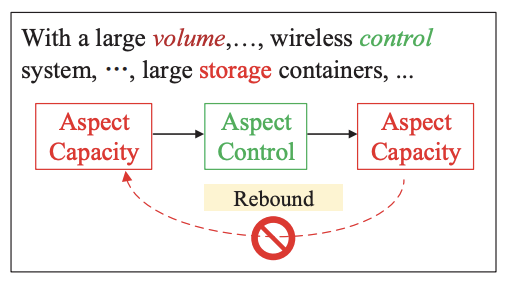 With a large volume,…, wireless control
system, …, large storage containers, ...
Aspect Capacity
Aspect Control
Aspect Capacity
Rebound